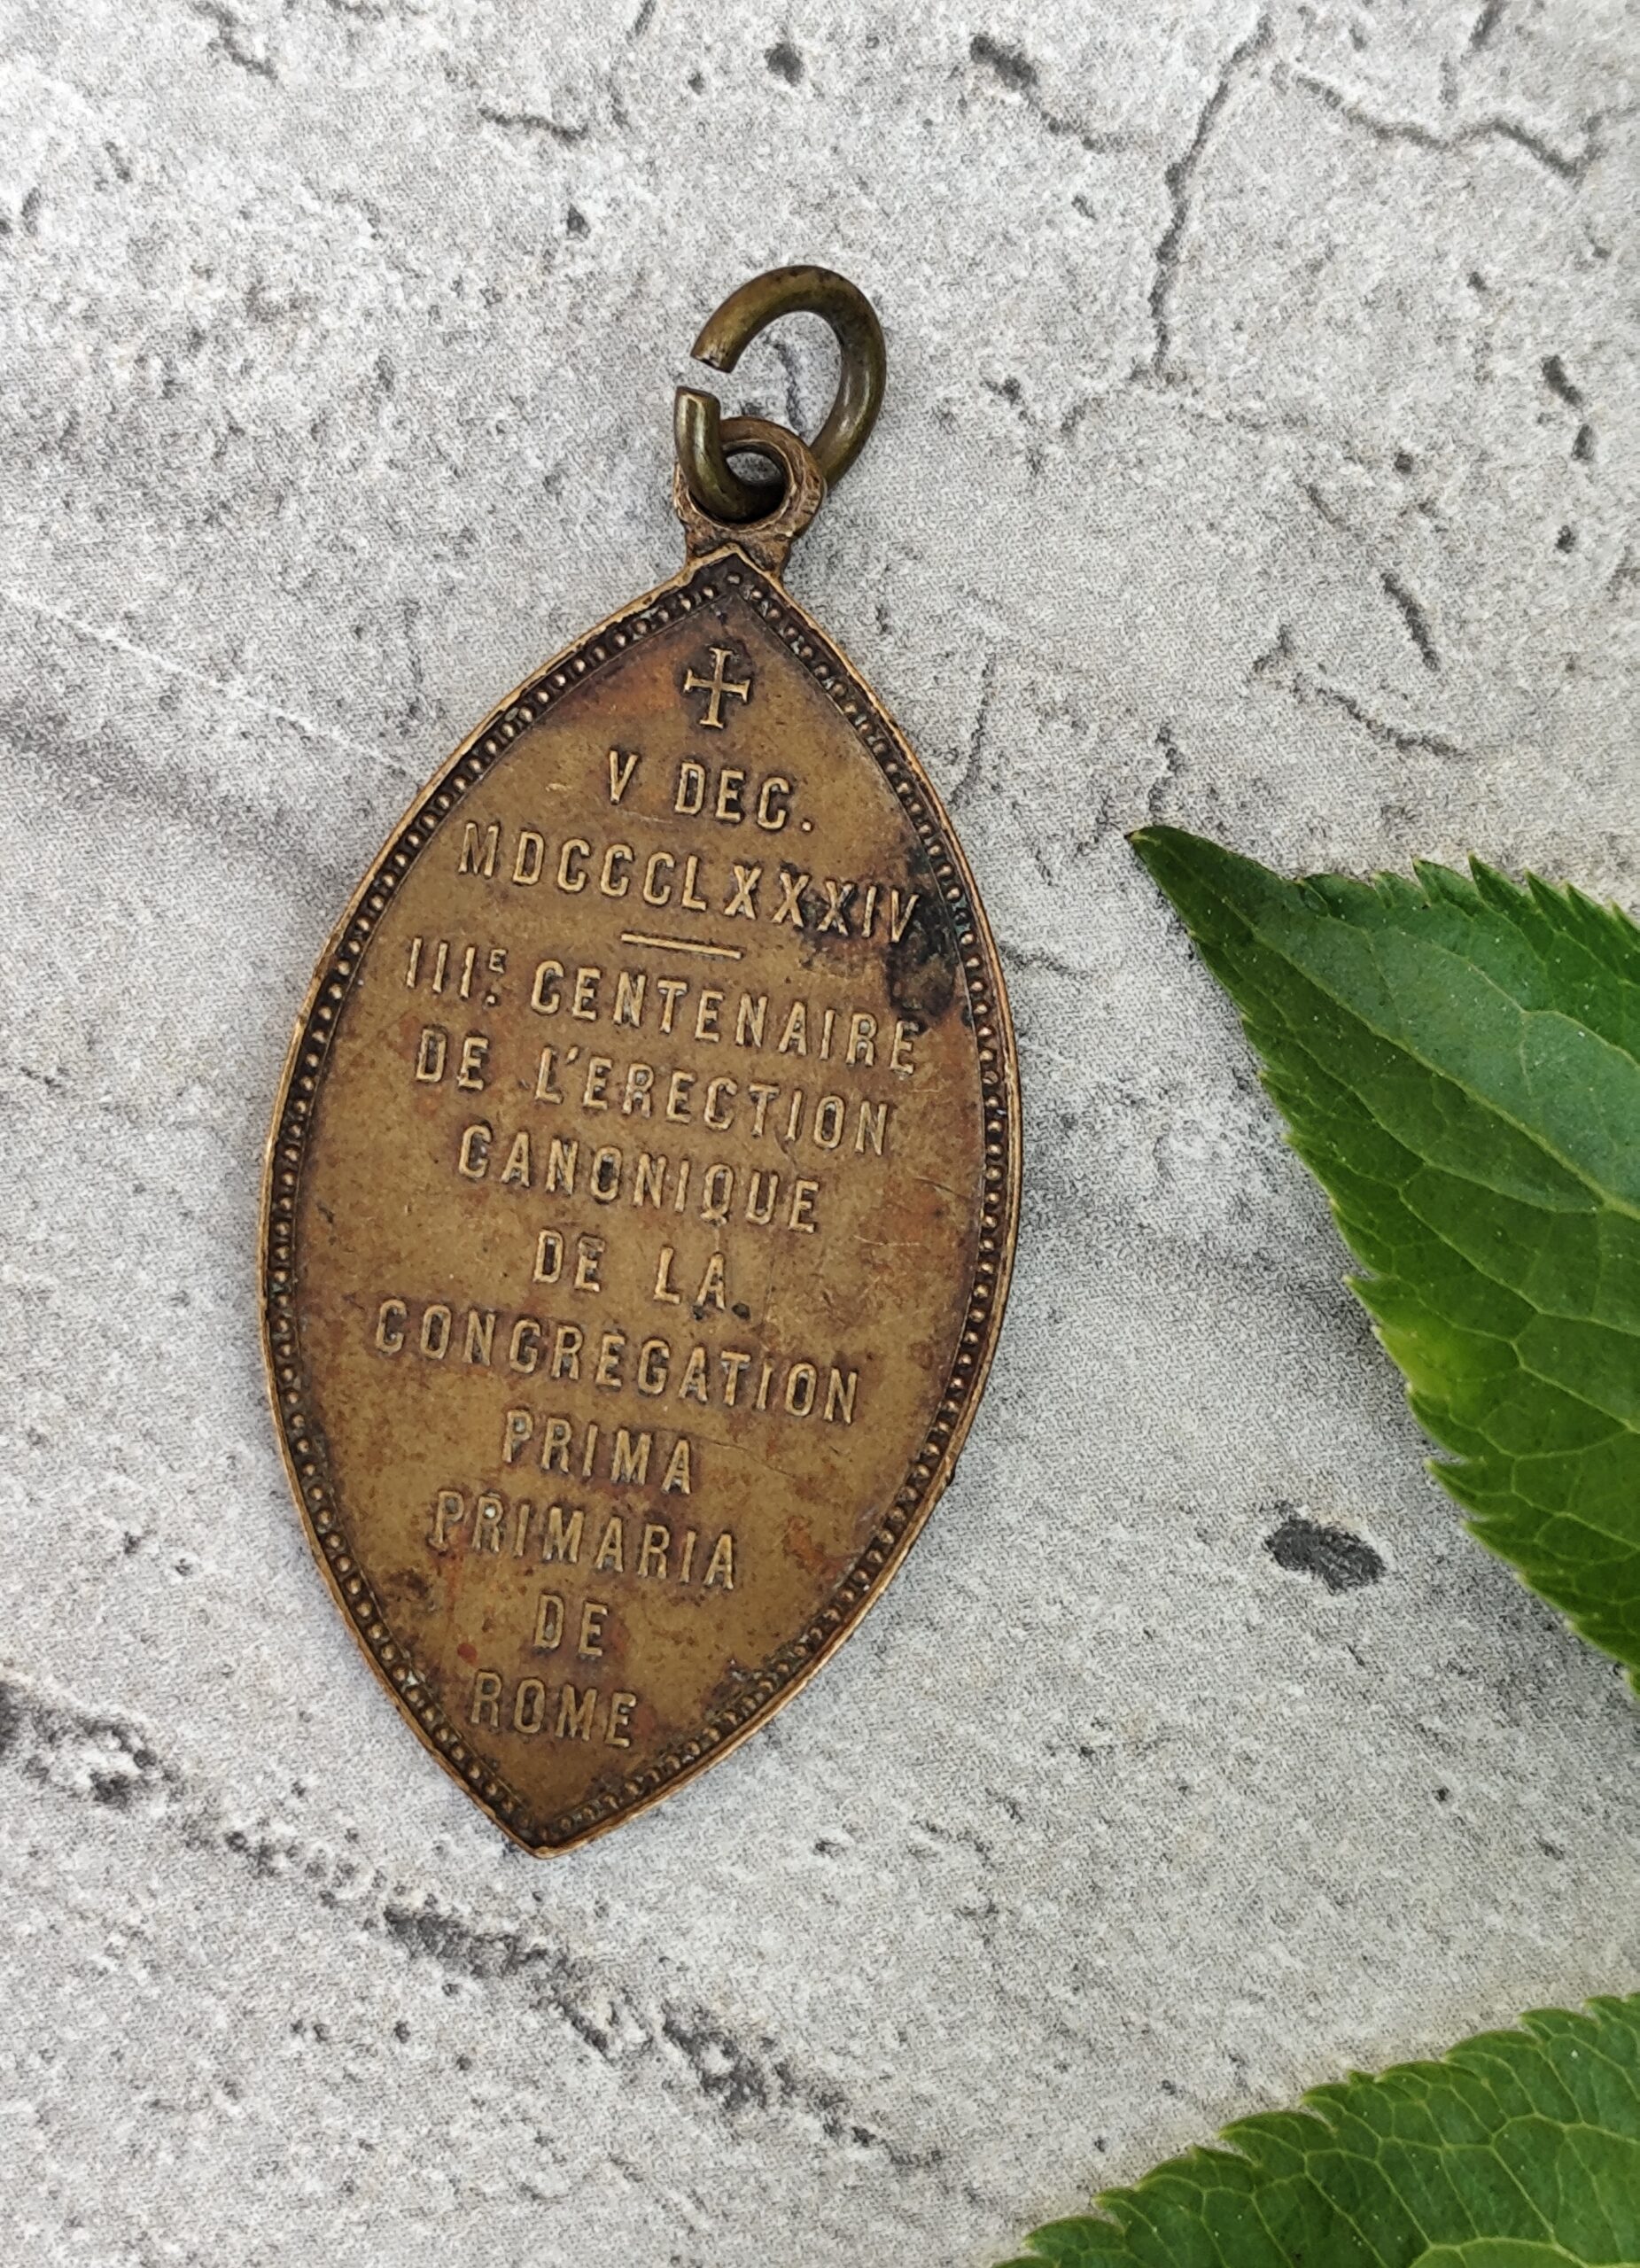 V DEC.
MDCCCLXXXIV
IIIE. CENTENAIRE
DE L'ERECTION
CANONIQUE
DE LA
CONGREGATION
PRIMA
PRIMARIA
DE
ROME